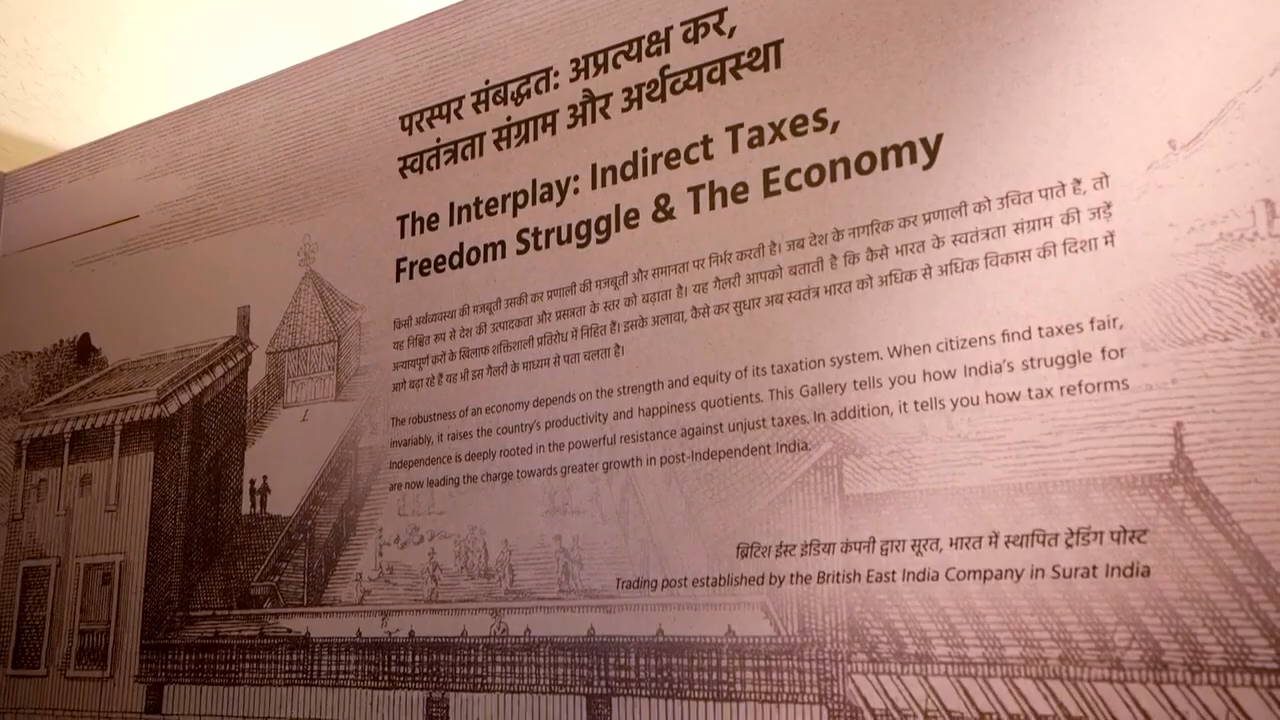 परस्पर संबद्धत: अप्रत्यक्ष कर,
स्वतंत्रता संग्राम और अर्थव्यवस्था
The Interplay: Indirect Taxes,
Freedom Struggle & The Economy
किसी अर्थव्यवस्था की मजबूती उसकी कर प्रणाली की मजबूती और समानता पर निर्भर करती है। जब देश के नागरिक कर प्रणाली को उचित पाते हैं, तो
यह निश्चित रूप से देश की उत्पादकता और प्रसन्नता के स्तर को बढ़ाता है। यह गैलरी आपको बताती है कि कैसे भारत के स्वतंत्रता संग्राम की जड़ें
अन्यायपूर्ण करों के खिलाफ शक्तिशाली प्रतिरोध में निहित हैं। इसके अलावा, कैसे कर सुधार अब स्वतंत्र भारत को अधिक से अधिक विकास की दिशा में
आगे बढ़ा रहे हैं यह भी इस गैलरी के माध्यम से पता चलता है।
The robustness of an economy depends on the strength and equity of its taxation system. When citizens find taxes fair,
invariably, it raises the country's productivity and happiness quotients. This Gallery tells you how India's struggle for
Independence is deeply rooted in the powerful resistance against unjust taxes. In addition, it tells you how tax reforms
are now leading the charge towards greater growth in post-Independent India.
ब्रिटिश ईस्ट इंडिया कंपनी द्वारा सूरत, भारत में स्थापित ट्रेडिंग पोस्ट
Trading post established by the British East India Company in Surat India